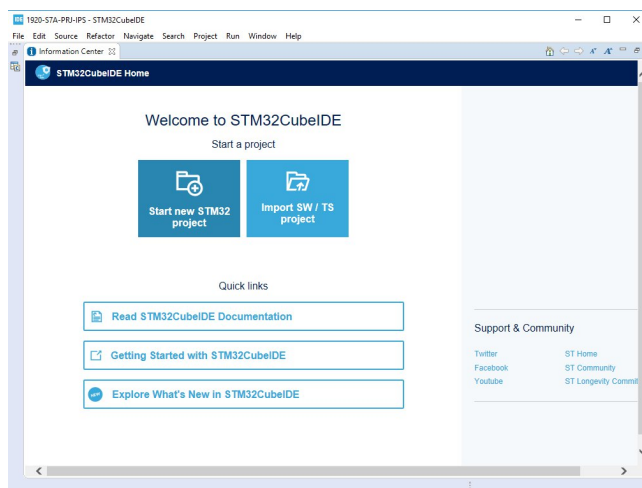 IDE 1920-S7A-PRJ-IPS - STM32CubeIDE
File Edit Source Refactor Navigate Search Project Run Window Help
Information Center
STM32CubeIDE Home
Welcome to STM32CubeIDE
Start a project
Start new STM32
project
Import SW / TS
project
Quick links
Read STM32CubeIDE Documentation
Getting Started with STM32CubeIDE
NEW Explore What's New in STM32CubeIDE
Support & Community
Twitter ST Home
Facebook ST Community
Youtube ST Longevity Commit